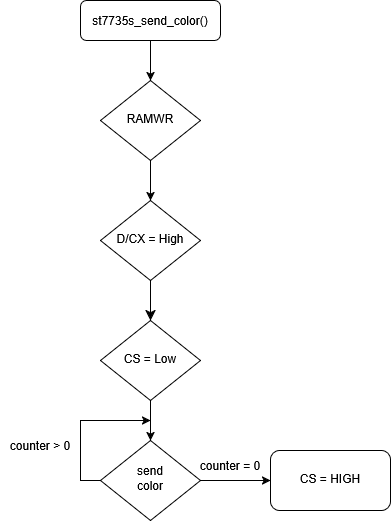 st7735s_send_color()
RAMWR
D/CX = High
CS = Low
counter > 0
send
color
counter = 0
CS = HIGH